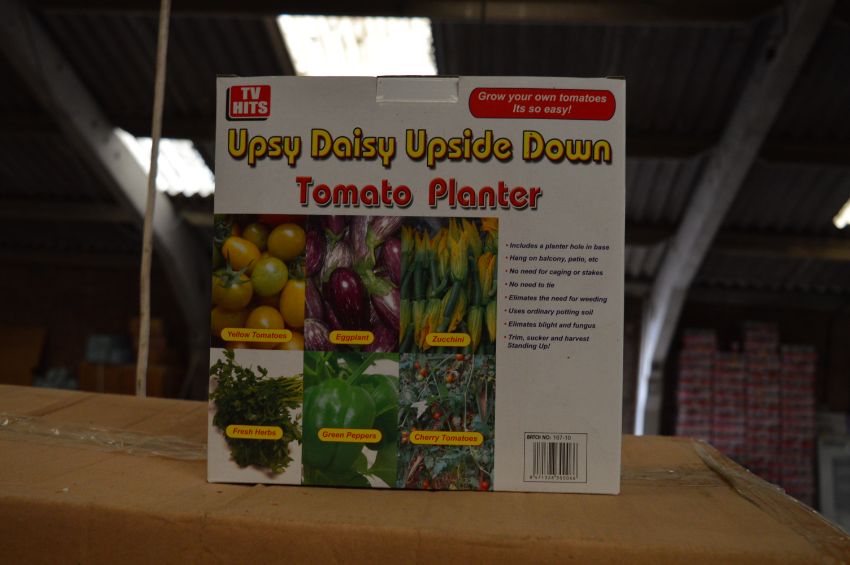 TV
HITS
Grow your own tomatoes
Its so easy!
Upsy Daisy Upside Down
Tomato Planter
• Includes a planter hole in base
• Hang on balcony, patio, etc
• No need for caging or stakes
• No need to tie
• Elimates the need for weeding
• Uses ordinary potting soil
• Elimates blight and fungus
• Trim, sucker and harvest
Standing Up!
Yellow Tomatoes
Eggplant
Zucchini
Fresh Herbs
Green Peppers
Cherry Tomatoes
BATCH NO: 107-10